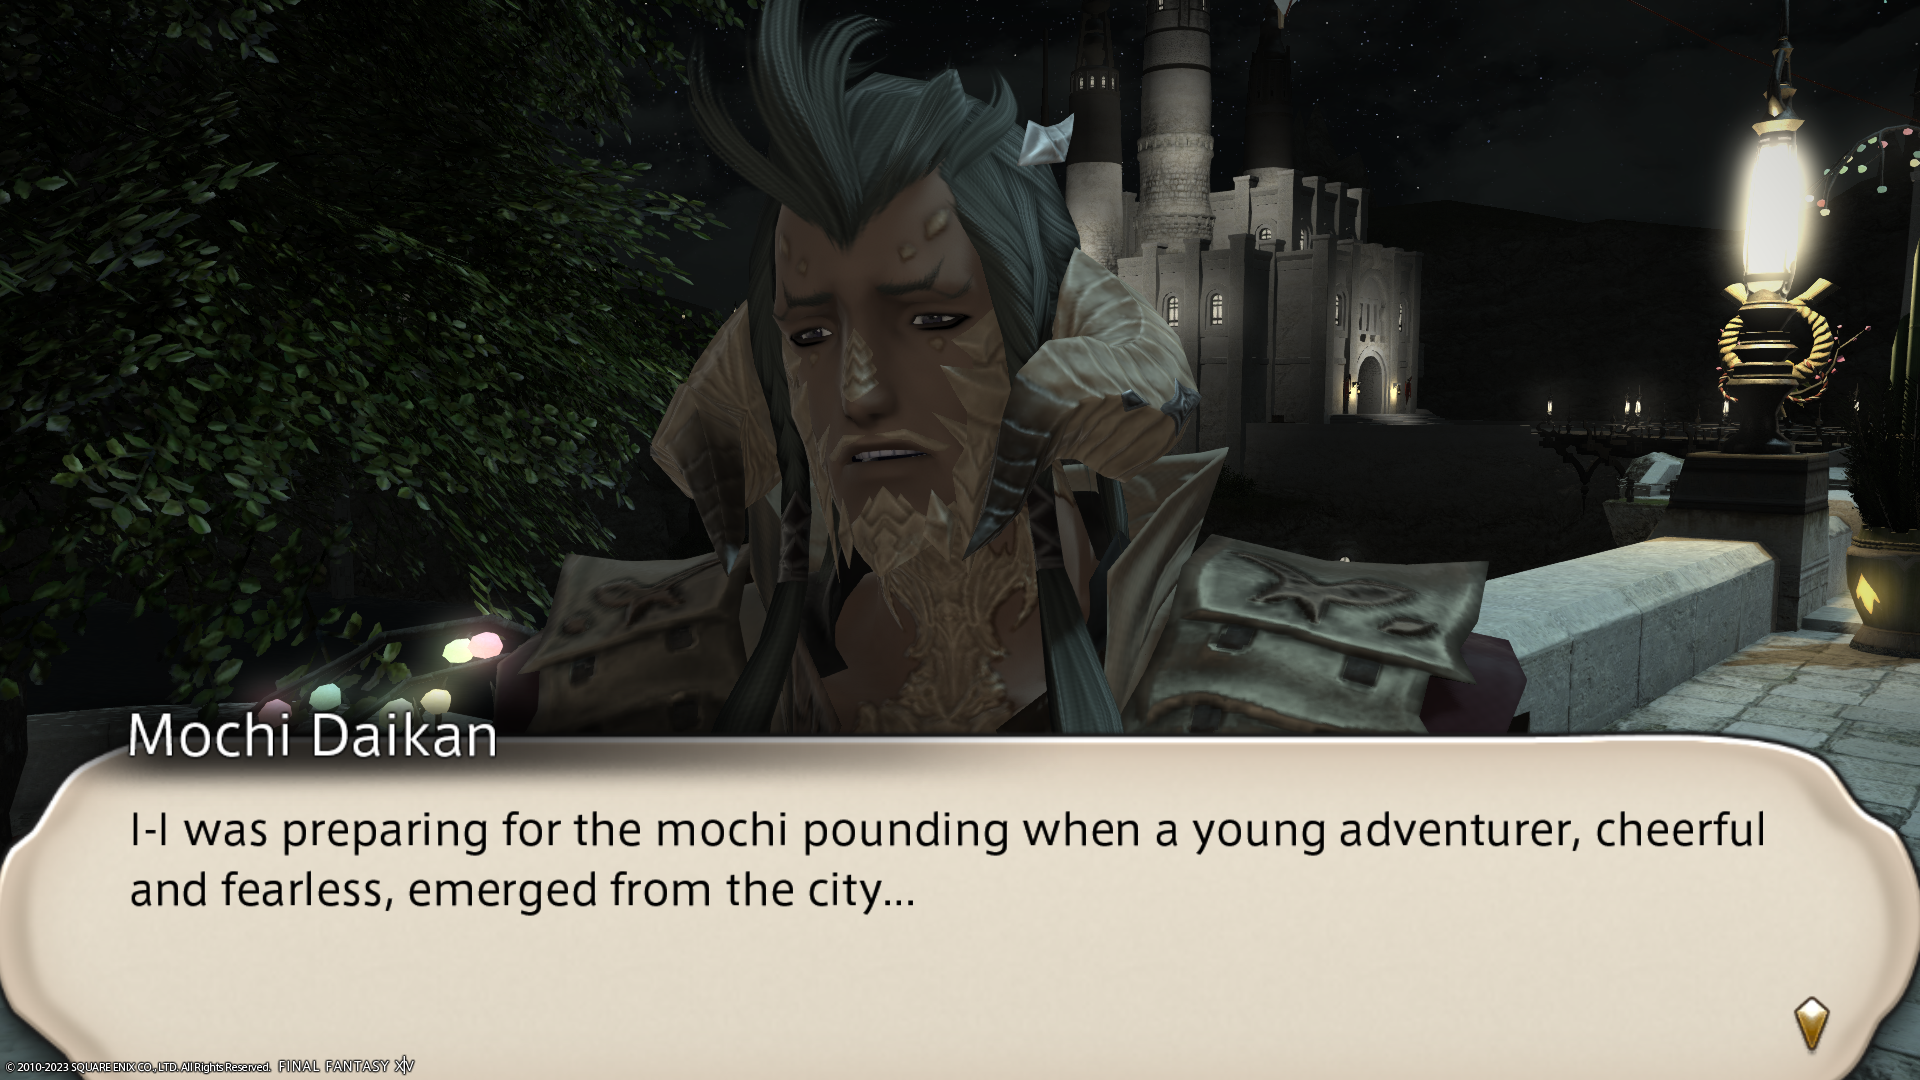 Mochi Daikan
I-I was preparing for the mochi pounding when a young adventurer, cheerful
and fearless, emerged from the city...
© 2010-2023 SQUARE ENIX CO., LTD. All Rights Reserved. FINAL FANTASY XIV